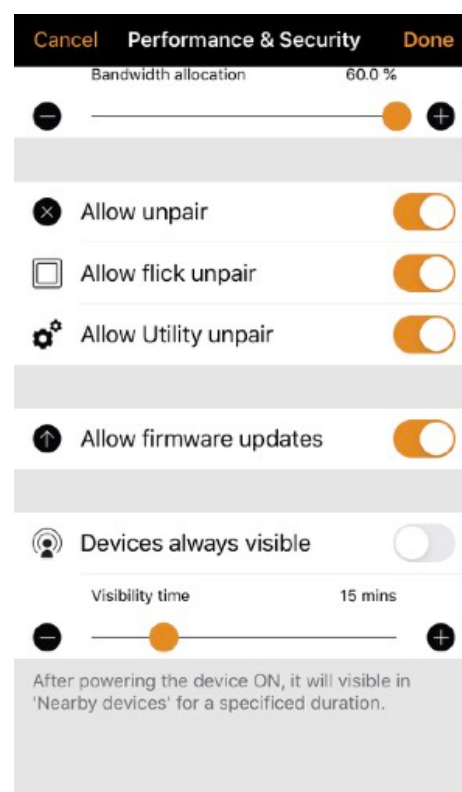 Cancel Performance & Security Done
Bandwidth allocation 60.0 %
Allow unpair
Allow flick unpair
Allow Utility unpair
Allow firmware updates
Devices always visible
Visibility time 15 mins
After powering the device ON, it will visible in
'Nearby devices' for a specificed duration.